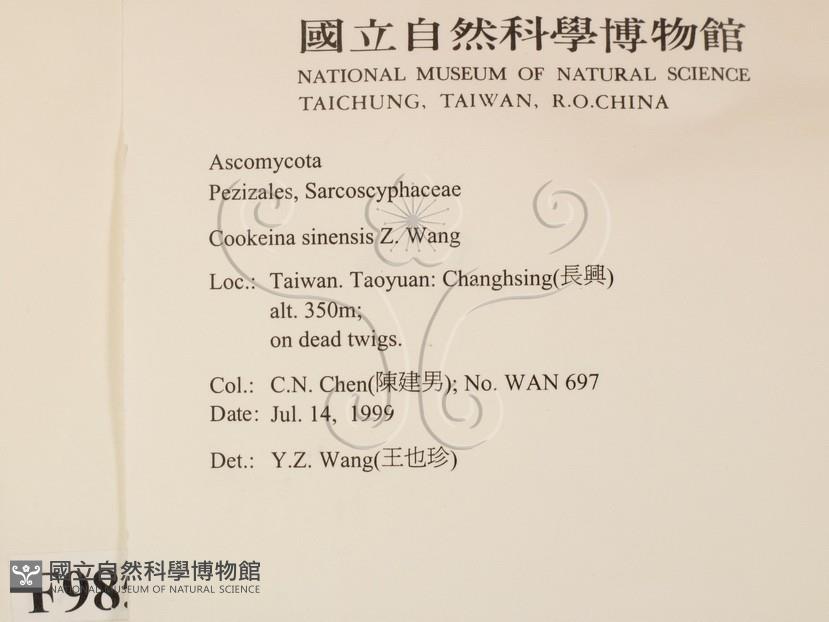 國立自然科學博物館
NATIONAL MUSEUM OF NATURAL SCIENCE
TAICHUNG, TAIWAN, R.O.CHINA
Ascomycota
Pezizales, Sarcoscyphaceae
Cookeina sinensis Z. Wang
Loc.: Taiwan. Taoyuan: Changhsing(長興)
alt. 350m;
on dead twigs.
Col.: C.N. Chen(陳建男); No. WAN 697
Date: Jul. 14, 1999
Det.: Y.Z. Wang(王也珍)
國立自然科學博物館
NATIONAL MUSEUM OF NATURAL SCIENCE